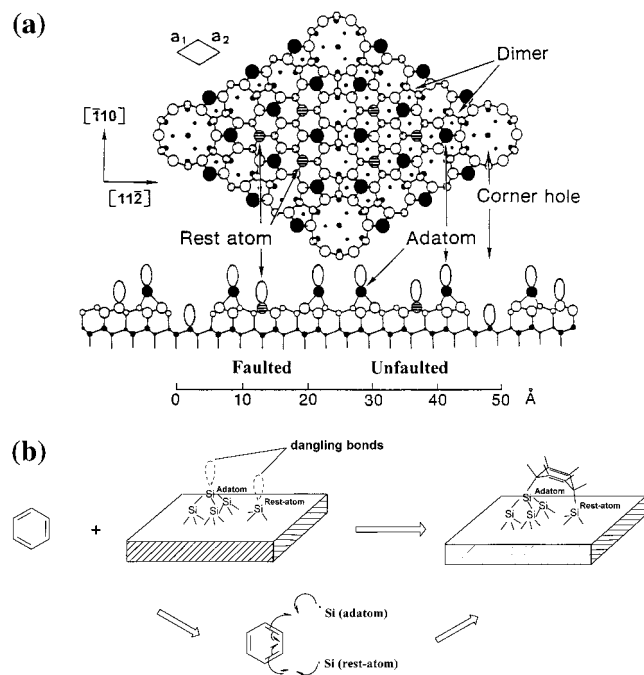 (a)
a1 a2
Dimer
[1̄10]
[112̄]
Corner hole
Rest atom
Adatom
Faulted Unfaulted
0 10 20 30 40 50 Å
(b)
dangling bonds
Si Adatom
Si Si Si
Rest-atom
Si
+
Adatom
Si
Si Si Si
Rest-atom
Si
· Si (adatom)
· Si (rest-atom)